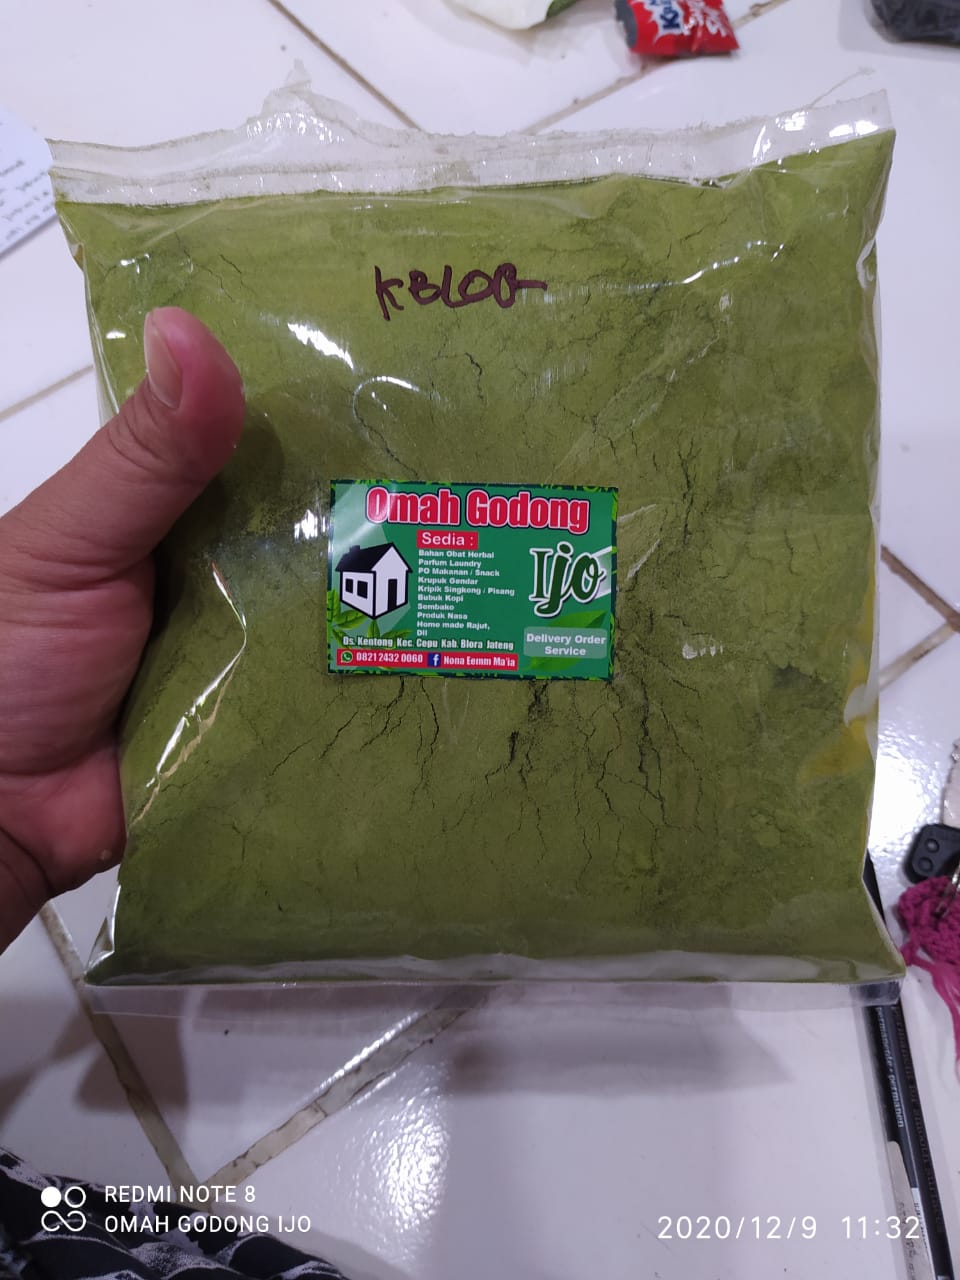 KBLOB
Omah Godong
Ijo
Sedia :
Bahan Obat Herbal
Parfum Laundry
PO Makanan / Snack
Krupuk Gendar
Kripik Singkong / Pisang
Bubuk Kopi
Sembako
Produk Nasa
Home made Rajut,
Dll
Delivery Order
Service
Ds. Kentong Kec. Cepu Kab. Blora Jateng
0821 2432 0060 f Nona Eemm Ma'ia
REDMI NOTE 8
OMAH GODONG IJO
2020/12/9 11:32